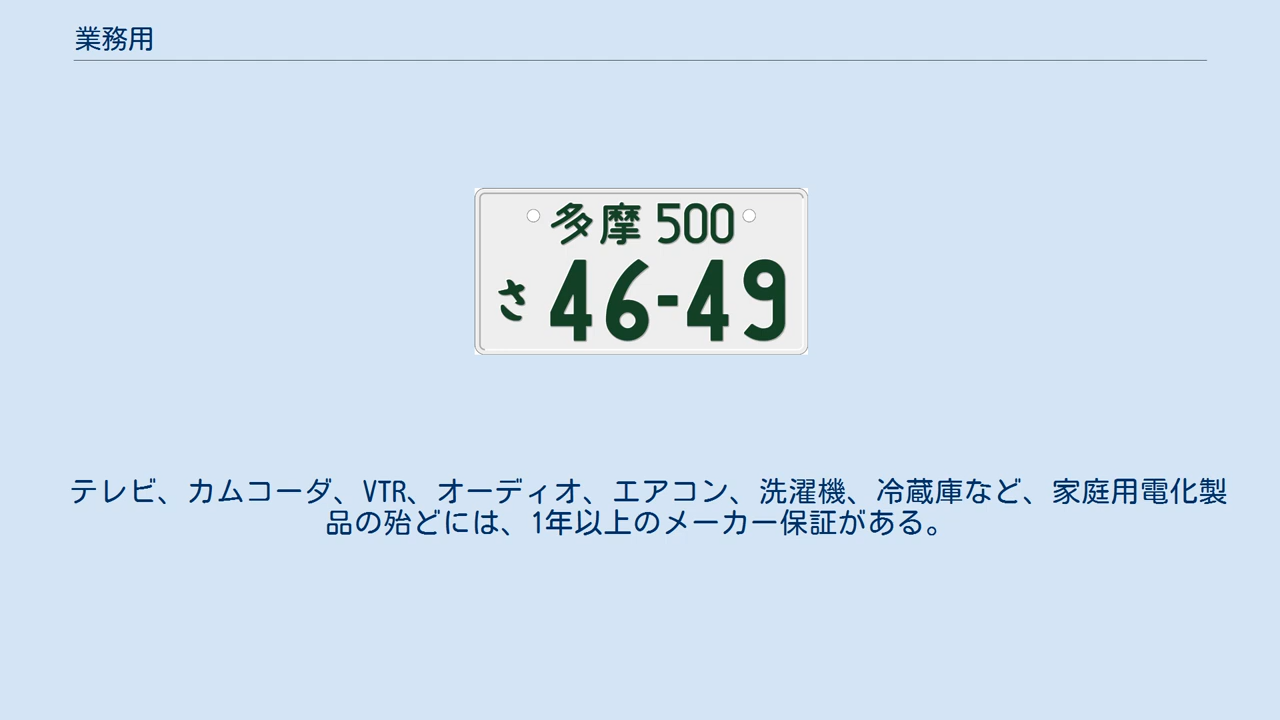 業務用
多摩 500
さ 46-49
テレビ、カムコーダ、VTR、オーディオ、エアコン、洗濯機、冷蔵庫など、家庭用電化製
品の殆どには、1年以上のメーカー保証がある。